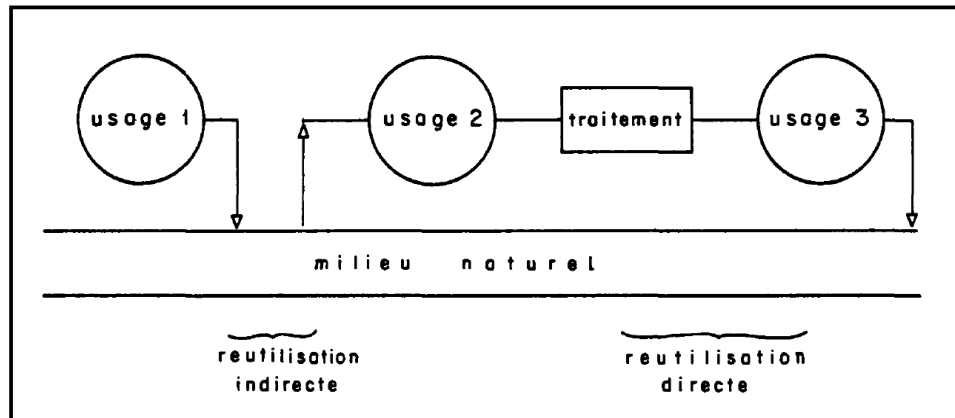 usage 1
usage 2
traitement
usage 3
milieu naturel
reutilisation
indirecte
reutilisation
directe